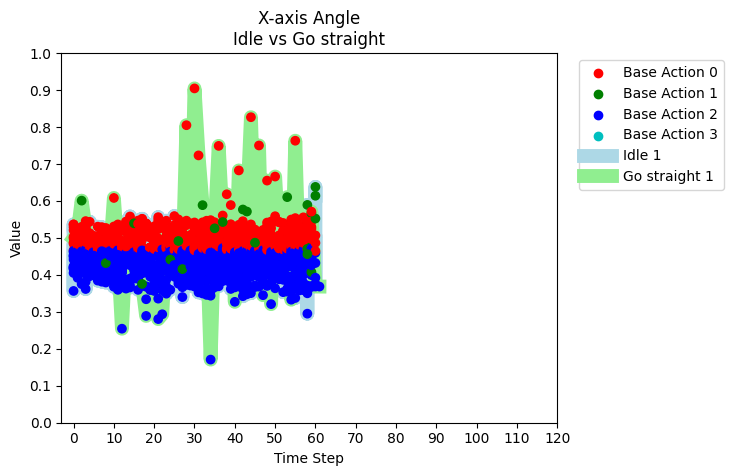 X-axis Angle
Idle vs Go straight
Value
1.0
0.9
0.8
0.7
0.6
0.5
0.4
0.3
0.2
0.1
0.0
0 10 20 30 40 50 60 70 80 90 100 110 120
Time Step
Base Action 0
Base Action 1
Base Action 2
Base Action 3
Idle 1
Go straight 1